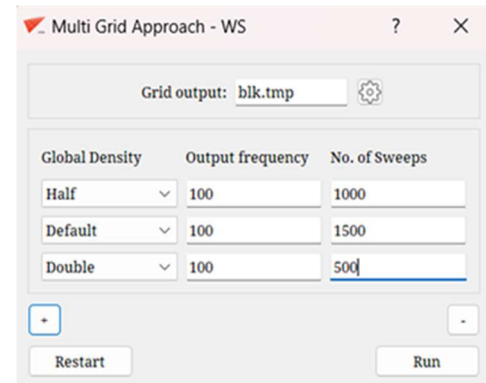 Multi Grid Approach - WS ? ×
Grid output: blk.tmp
Global Density Output frequency No. of Sweeps
Half 100 1000
Default 100 1500
Double 100 500
+ -
Restart Run